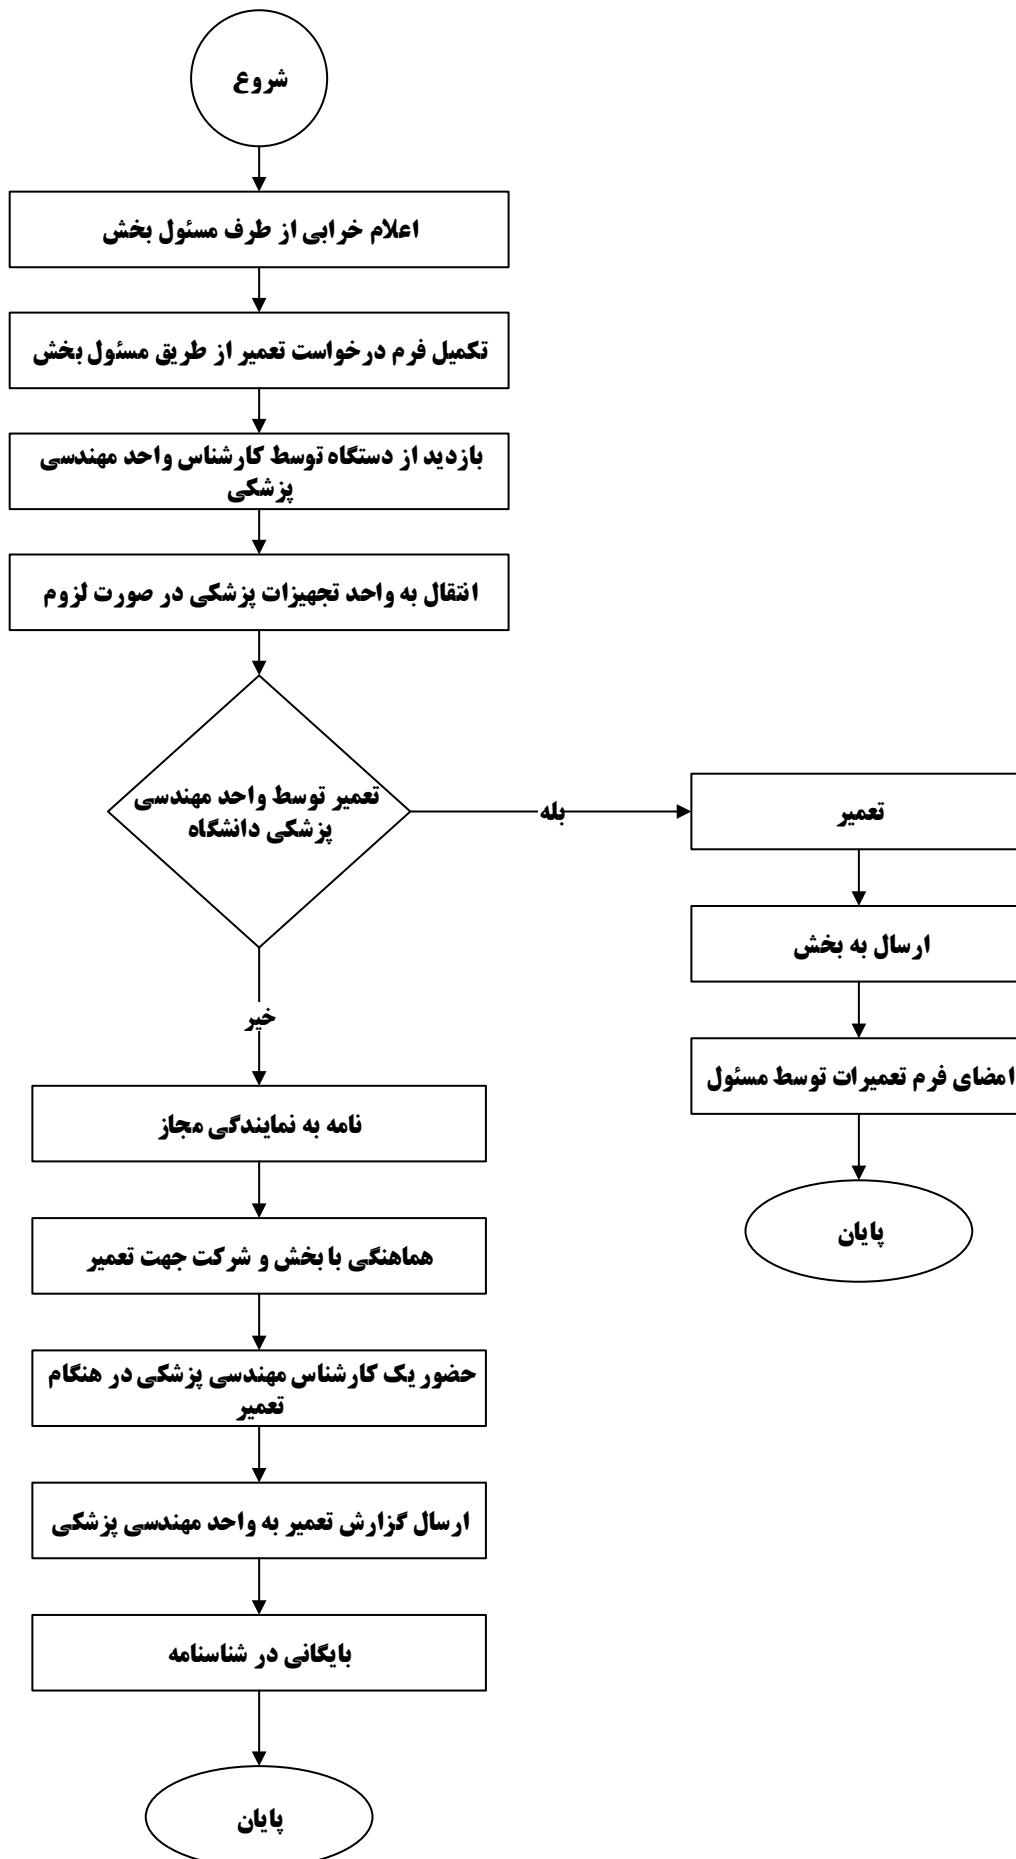 شروع
اعلام خرابی از طرف مسئول بخش
تکمیل فرم درخواست تعمیر از طریق مسئول بخش
بازدید از دستگاه توسط کارشناس واحد مهندسی
پزشکی
انتقال به واحد تجهیزات پزشکی در صورت لزوم
تعمیر توسط واحد مهندسی
پزشکی دانشگاه
بله
تعمیر
ارسال به بخش
امضای فرم تعمیرات توسط مسئول
پایان
خیر
نامه به نمایندگی مجاز
هماهنگی با بخش و شرکت جهت تعمیر
حضور یک کارشناس مهندسی پزشکی در هنگام
تعمیر
ارسال گزارش تعمیر به واحد مهندسی پزشکی
بایگانی در شناسنامه
پایان